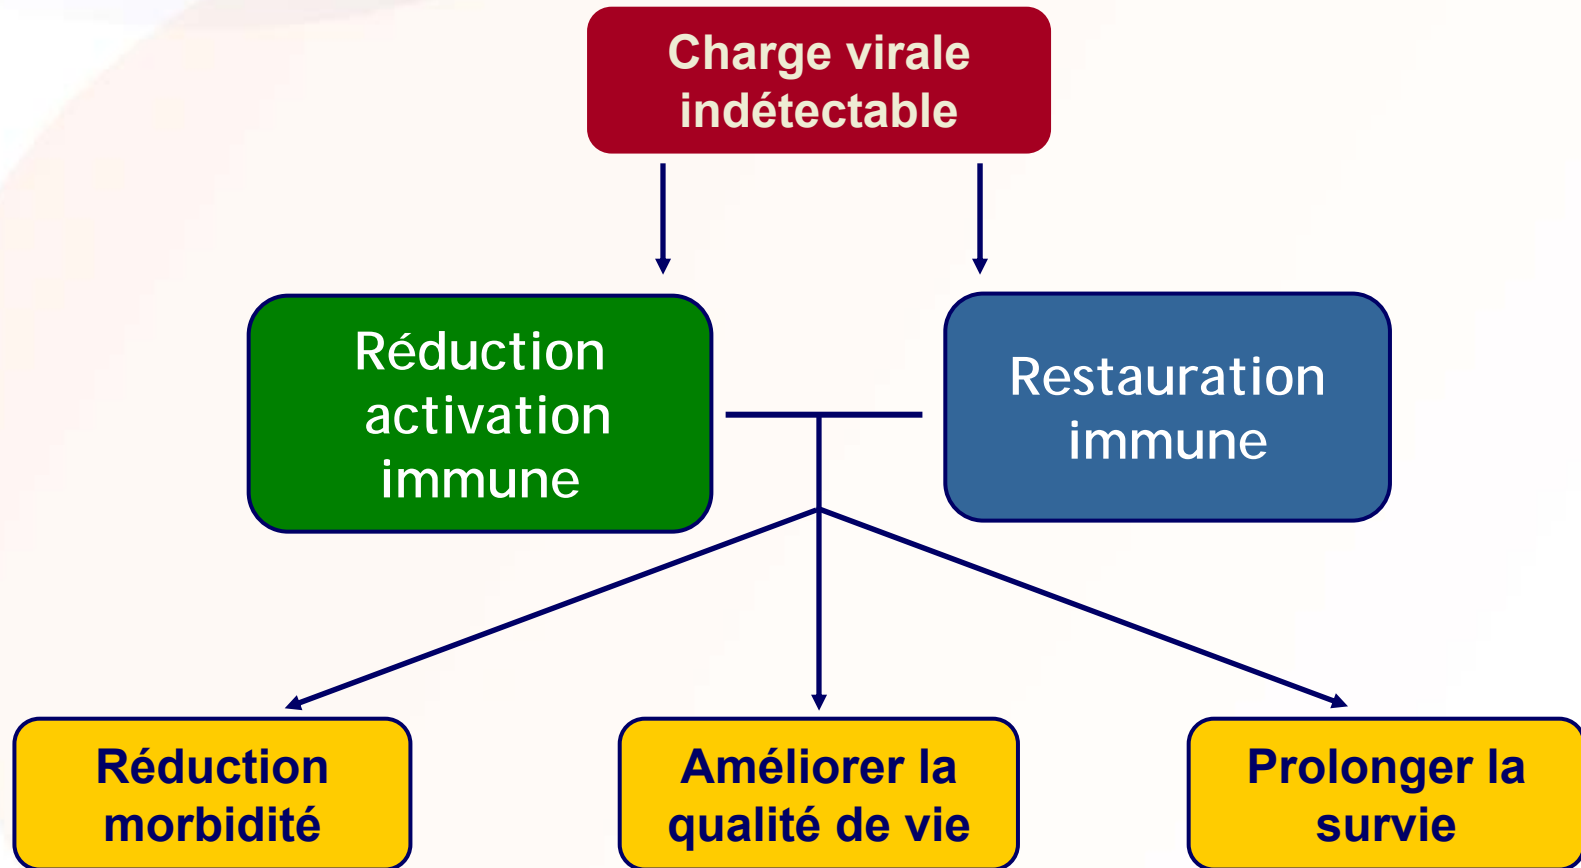 Charge virale
indétectable
Réduction
activation
immune
Restauration
immune
Réduction
morbidité
Améliorer la
qualité de vie
Prolonger la
survie